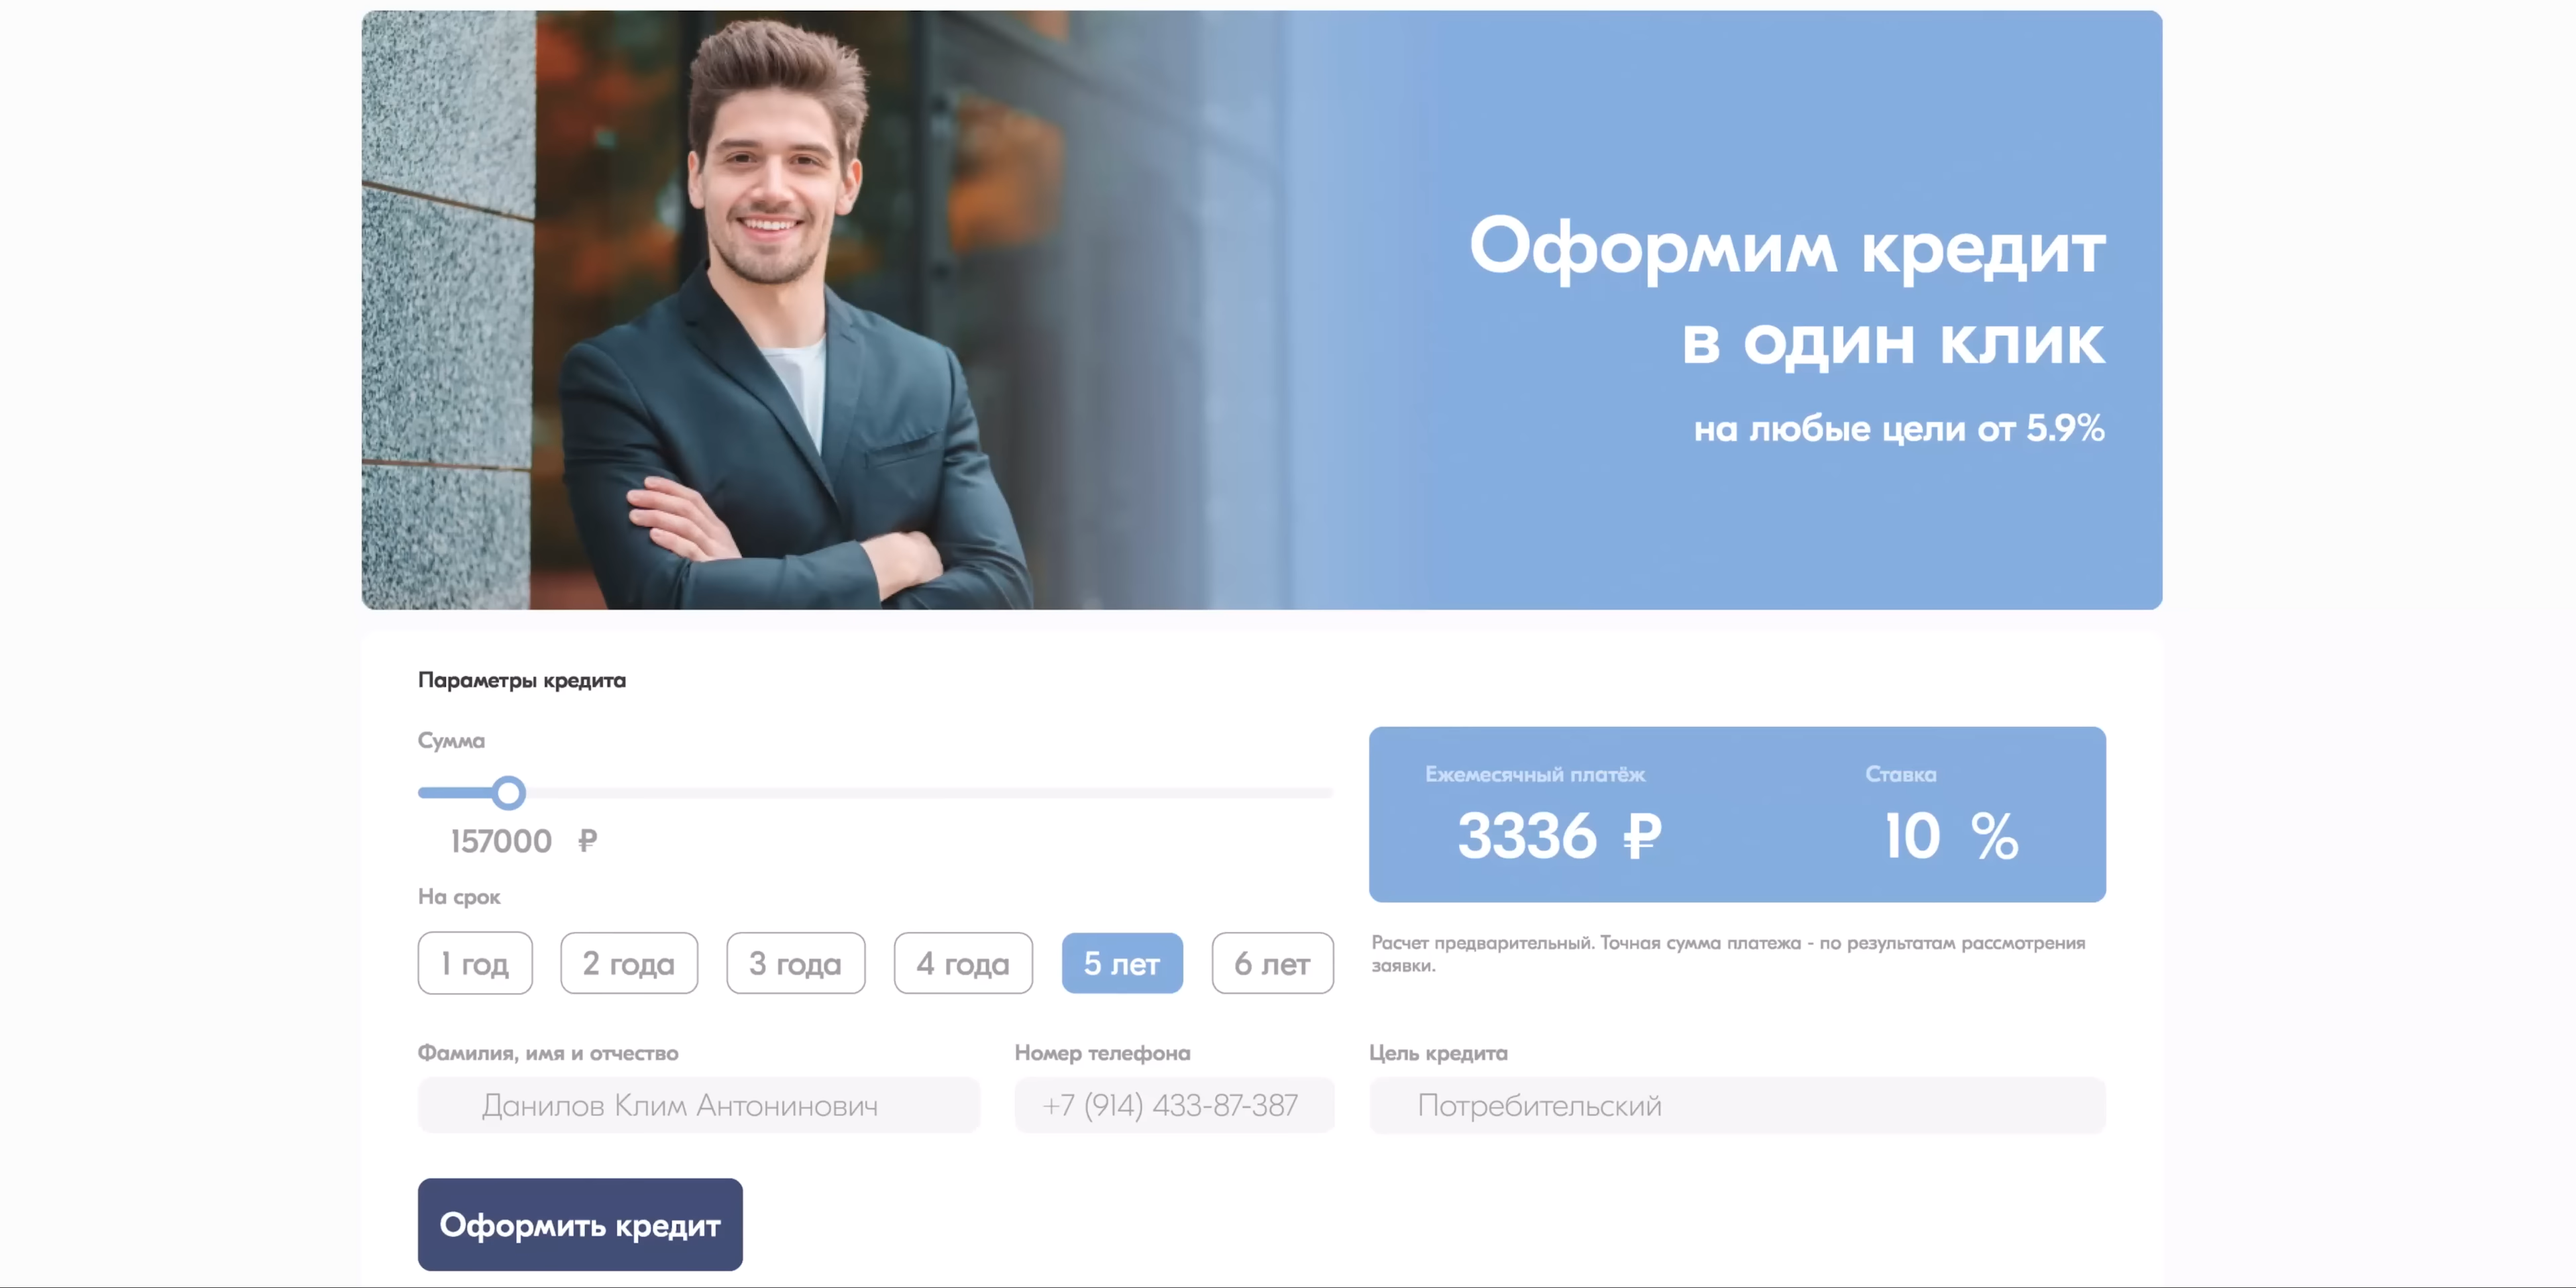 Оформим кредит
в один клик
на любые цели от 5.9%
Параметры кредита
Сумма
157000 ₽
На срок
1 год 2 года 3 года 4 года 5 лет 6 лет
Ежемесячный платёж Ставка
3336 ₽ 10 %
Расчет предварительный. Точная сумма платежа - по результатам рассмотрения
заявки.
Фамилия, имя и отчество Номер телефона Цель кредита
Данилов Клим Антонинович +7 (914) 433-87-387 Потребительский
Оформить кредит